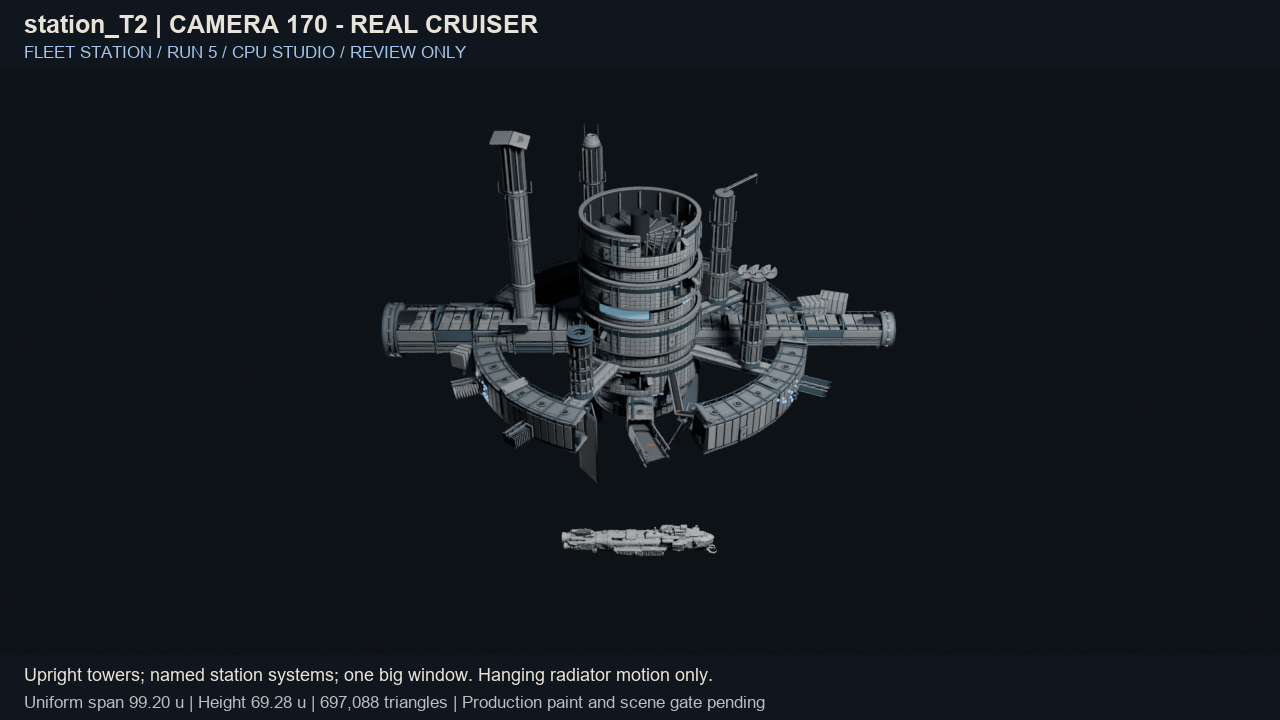 station_T2 | CAMERA 170 - REAL CRUISER
FLEET STATION / RUN 5 / CPU STUDIO / REVIEW ONLY
Upright towers; named station systems; one big window. Hanging radiator motion only.
Uniform span 99.20 u | Height 69.28 u | 697,088 triangles | Production paint and scene gate pending